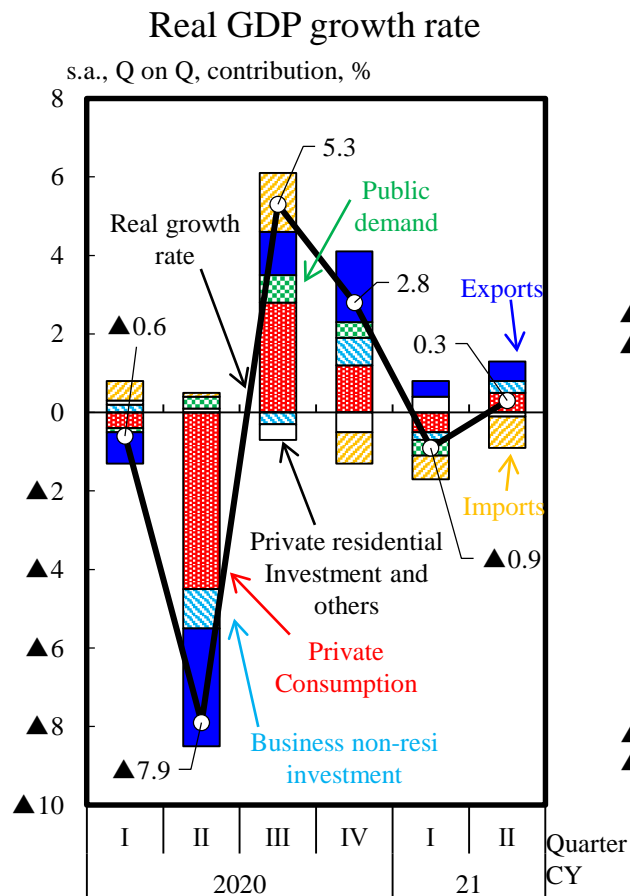 Real GDP growth rate
s.a., Q on Q, contribution, %
8
6
4
2
0
▲2
▲4
▲6
▲8
▲10
5.3
Public
demand
Real growth
rate
2.8
Exports
▲0.6
0.3
Imports
Private residential
Investment and
others
▲0.9
Private
Consumption
Business non-resi
investment
▲7.9
I II III IV I II Quarter
2020 21 CY